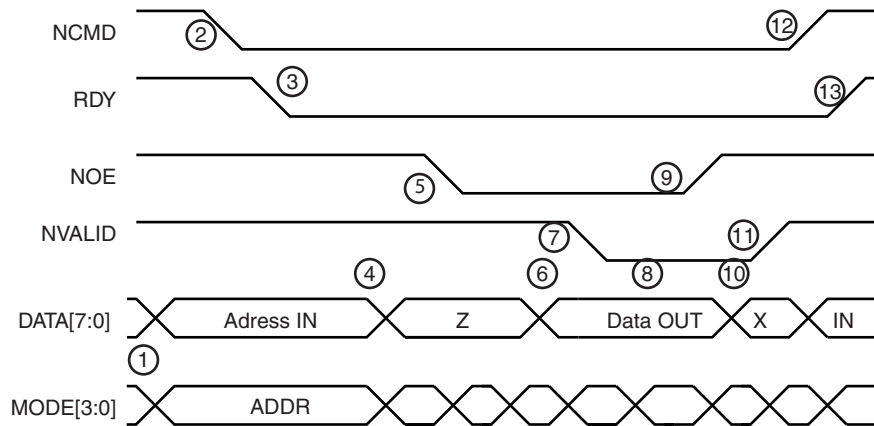 NCMD
2
12
RDY
3
13
NOE
5
9
NVALID
7
11
4
6
8
10
DATA[7:0]
Adress IN
Z
Data OUT
X
IN
1
MODE[3:0]
ADDR